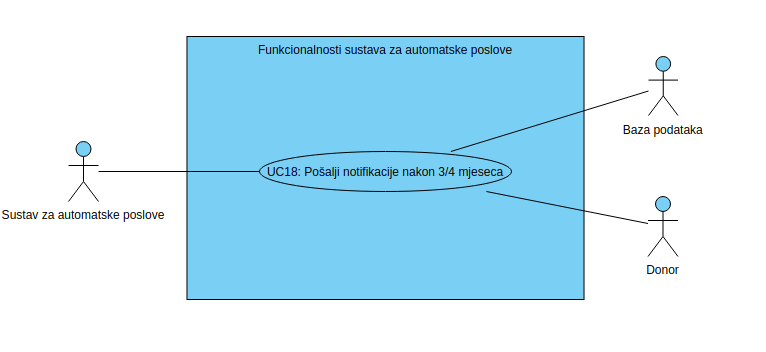 Funkcionalnosti sustava za automatske poslove
Baza podataka
UC18: Pošalji notifikacije nakon 3/4 mjeseca
Sustav za automatske poslove
Donor